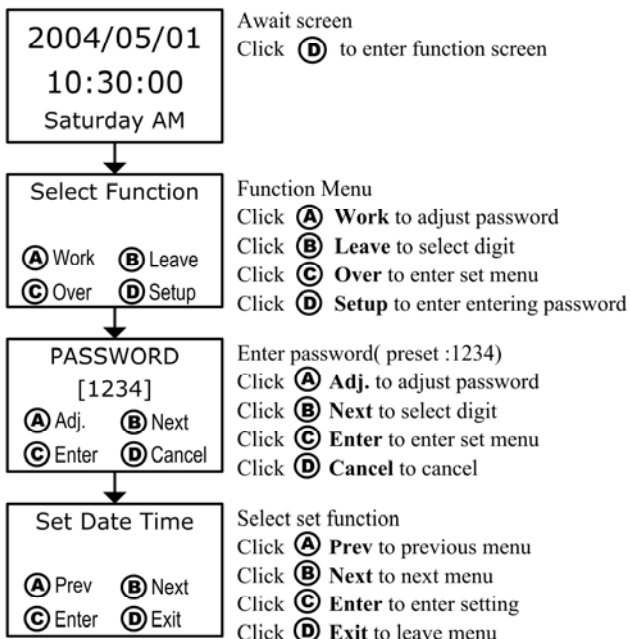 2004/05/01
10:30:00
Saturday AM
Await screen
Click D to enter function screen
Select Function
A Work B Leave
C Over D Setup
Function Menu
Click A Work to adjust password
Click B Leave to select digit
Click C Over to enter set menu
Click D Setup to enter entering password
PASSWORD
[1234]
A Adj. B Next
C Enter D Cancel
Enter password( preset :1234)
Click A Adj. to adjust password
Click B Next to select digit
Click C Enter to enter set menu
Click D Cancel to cancel
Set Date Time
A Prev B Next
C Enter D Exit
Select set function
Click A Prev to previous menu
Click B Next to next menu
Click C Enter to enter setting
Click D Exit to leave menu